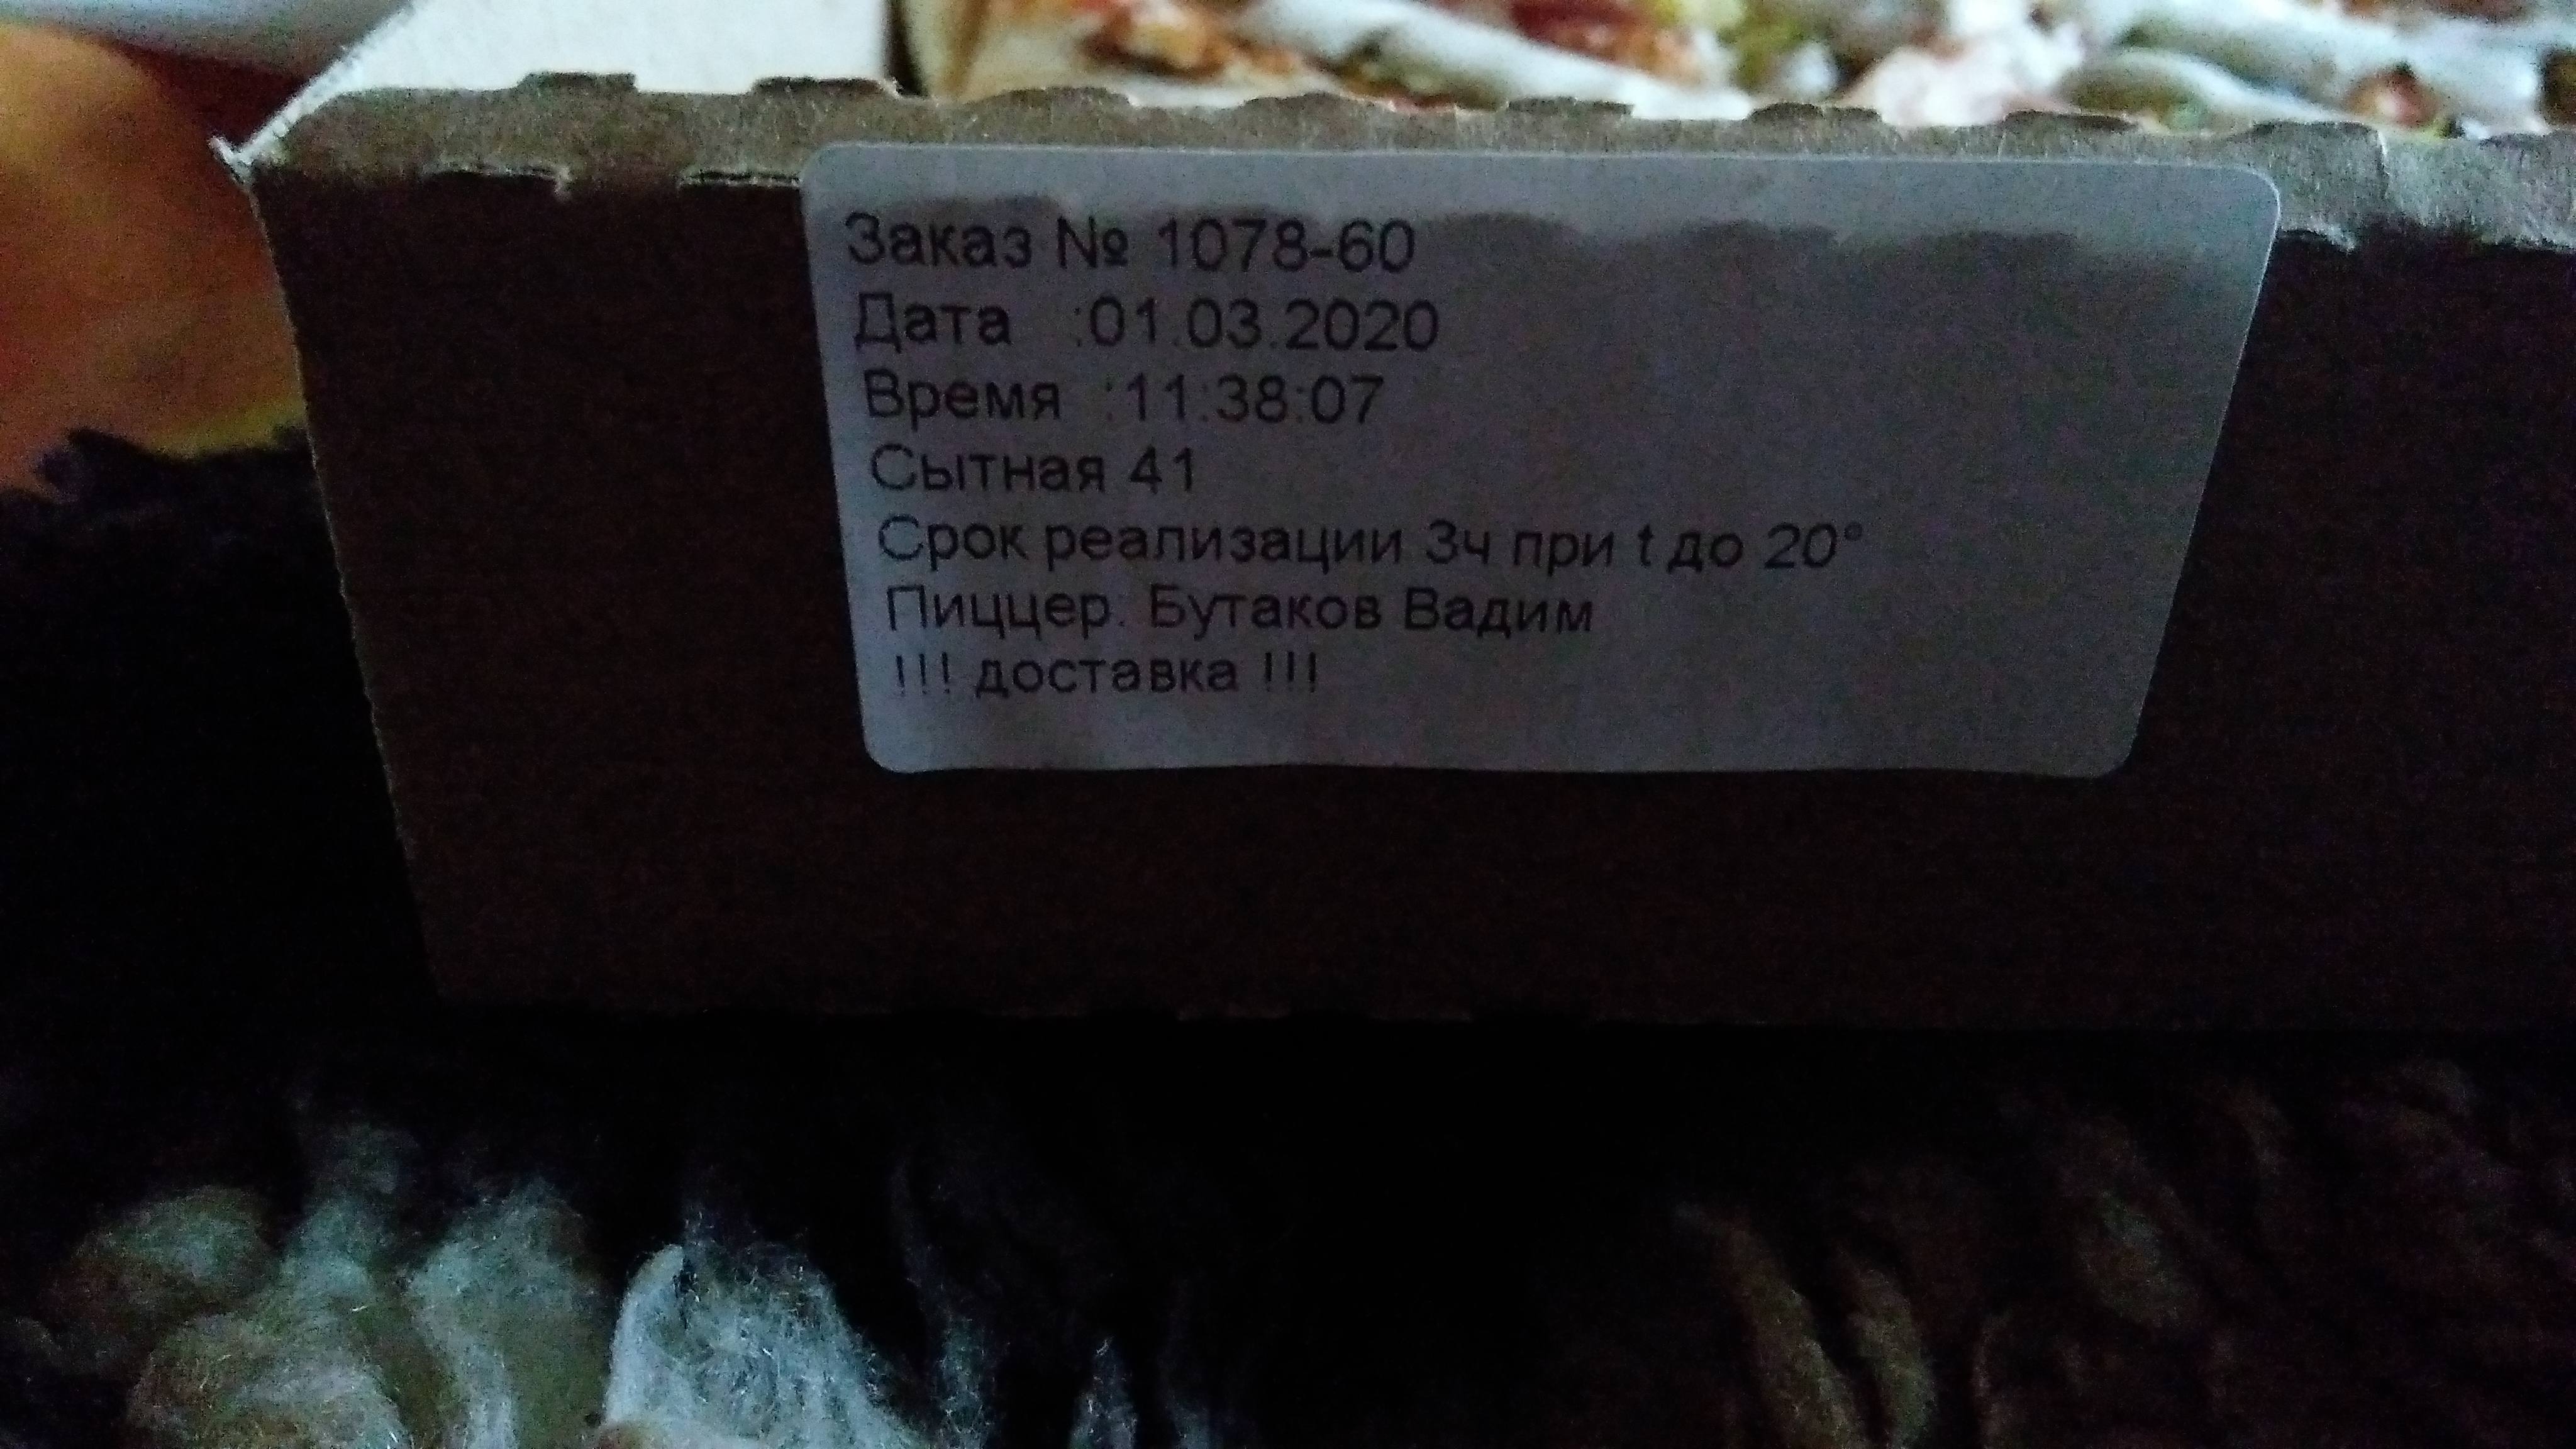 Заказ № 1078-60
Дата :01.03.2020
Время :11:38:07
Сытная 41
Срок реализации 3ч при t до 20°
Пиццер: Бутаков Вадим
!!! доставка !!!